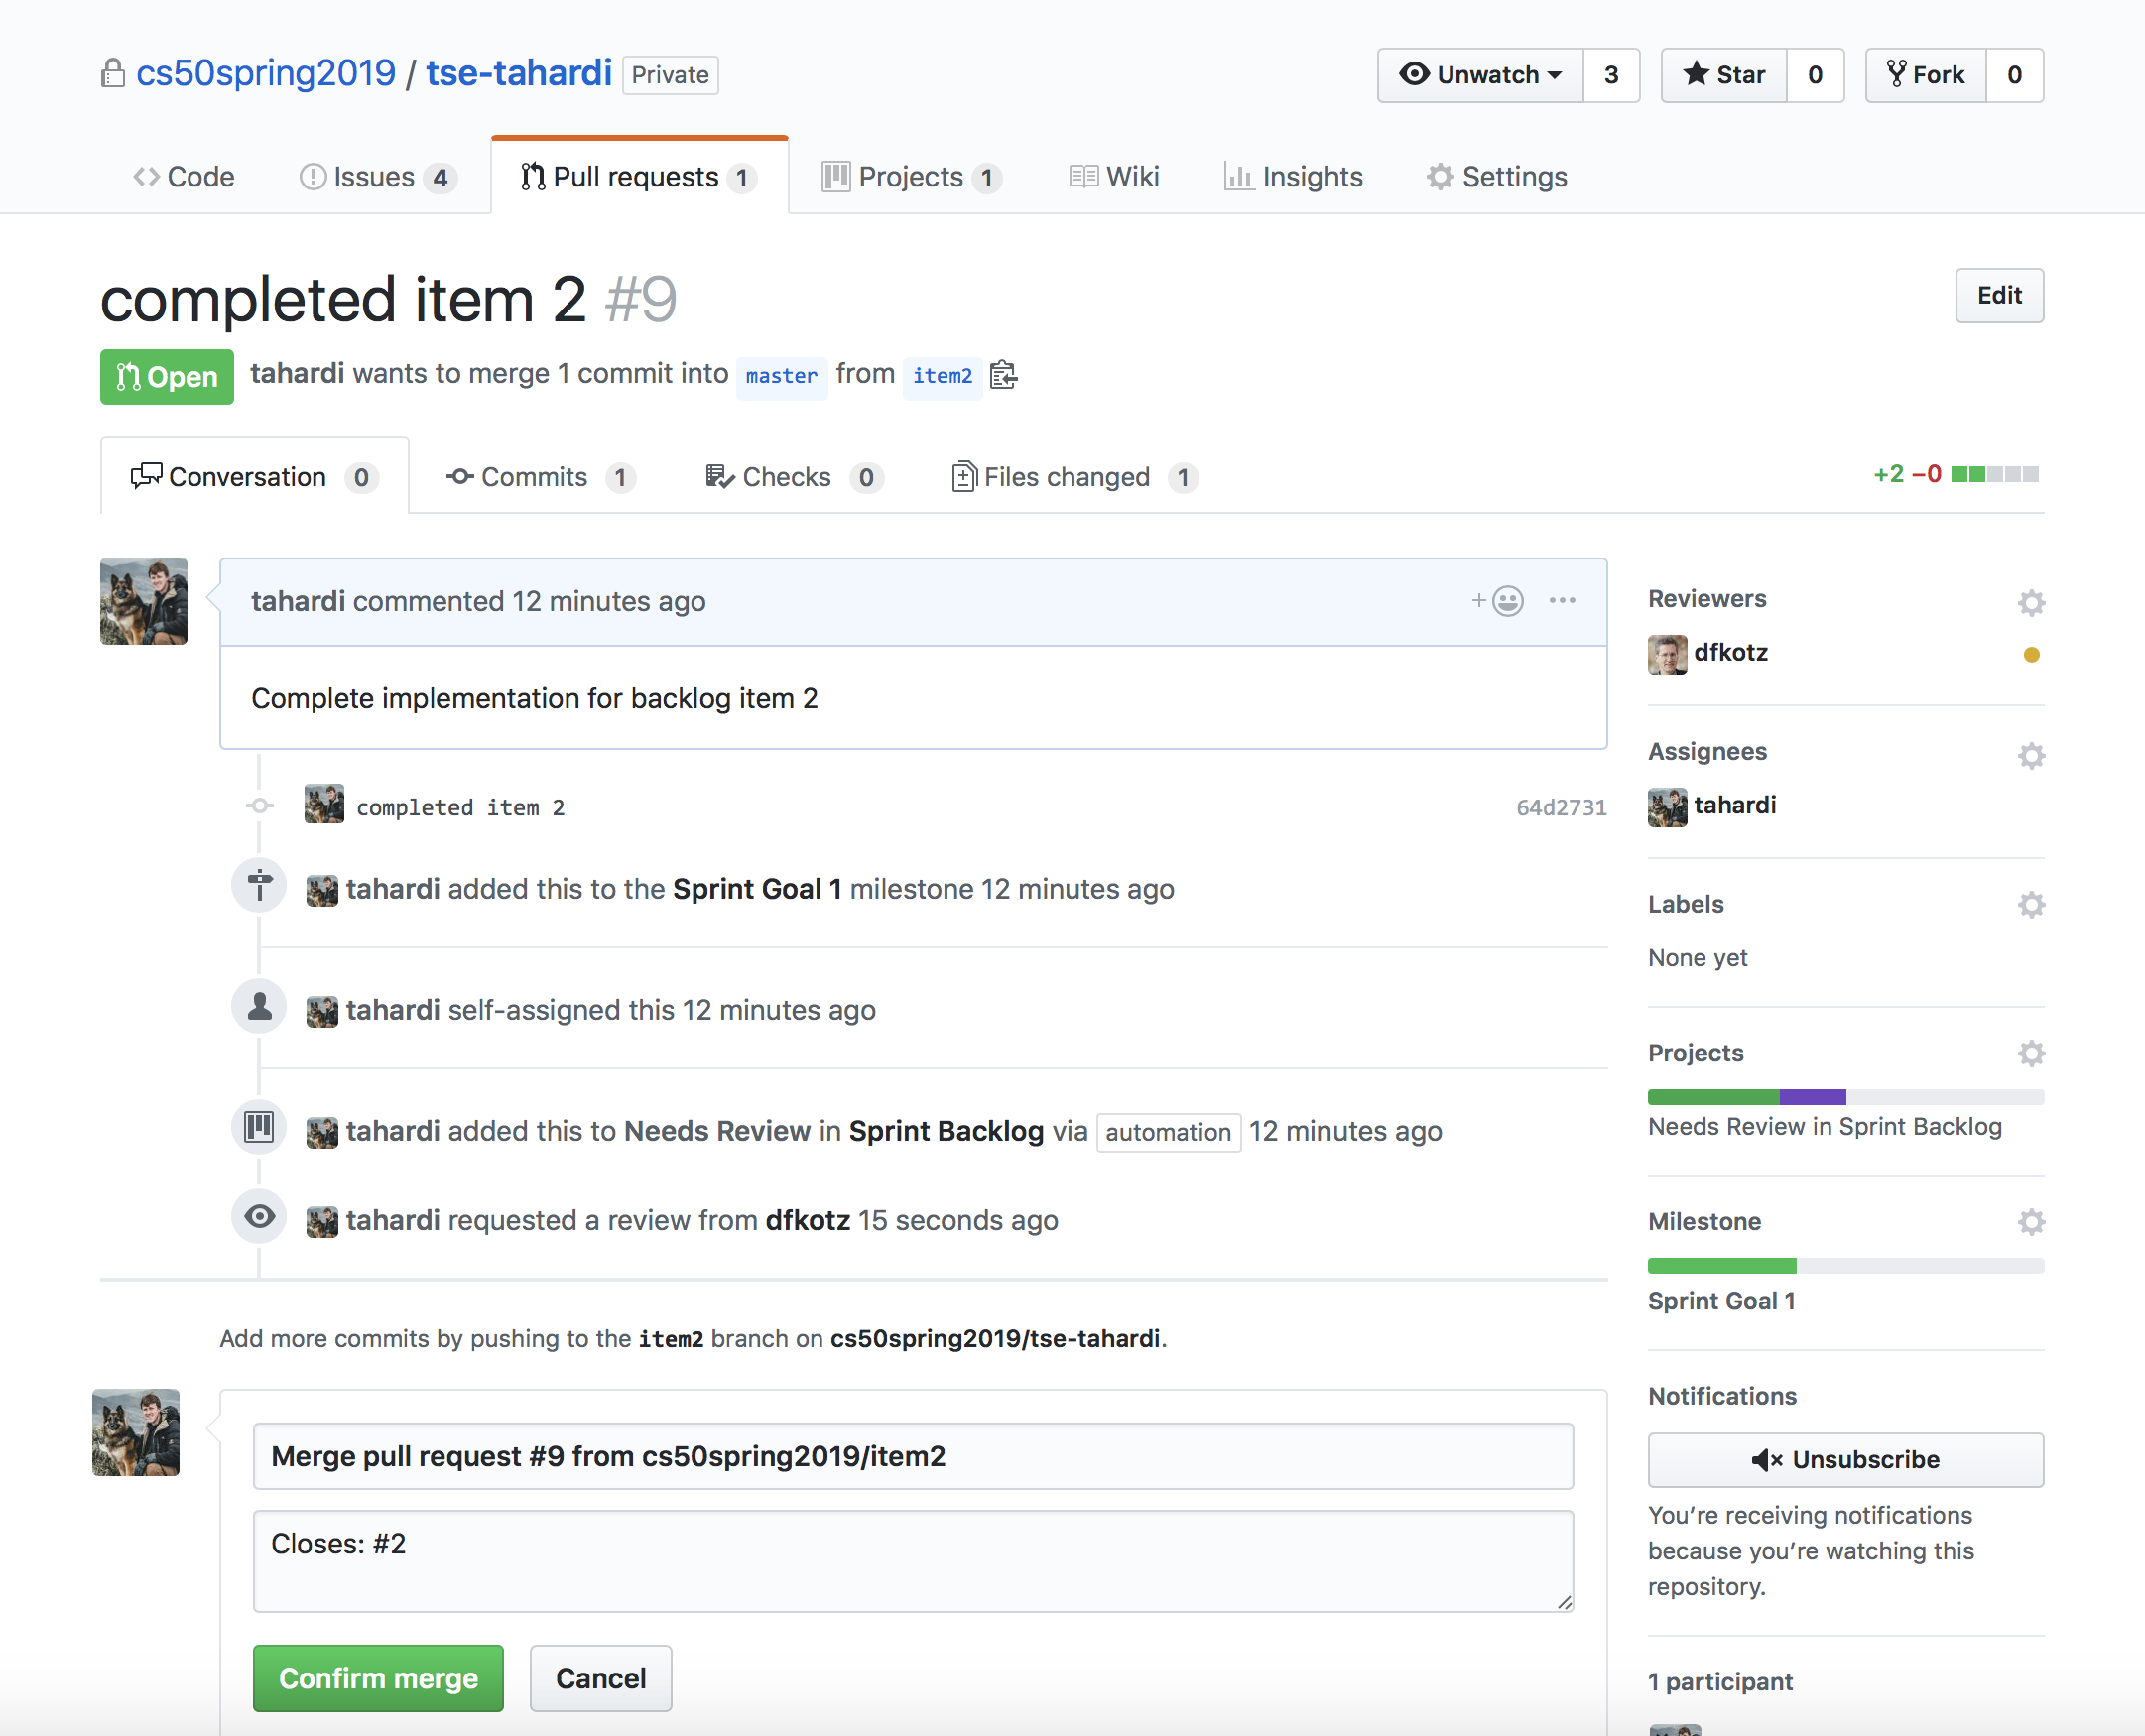 cs50spring2019 / tse-tahardi Private
Unwatch 3 Star 0 Fork 0
Code Issues 4 Pull requests 1 Projects 1 Wiki Insights Settings
completed item 2 #9
Edit
Open tahardi wants to merge 1 commit into master from item2
Conversation 0 Commits 1 Checks 0 Files changed 1
+2 −0
tahardi commented 12 minutes ago
Complete implementation for backlog item 2
completed item 2 64d2731
tahardi added this to the Sprint Goal 1 milestone 12 minutes ago
tahardi self-assigned this 12 minutes ago
tahardi added this to Needs Review in Sprint Backlog via automation 12 minutes ago
tahardi requested a review from dfkotz 15 seconds ago
Add more commits by pushing to the item2 branch on cs50spring2019/tse-tahardi.
Merge pull request #9 from cs50spring2019/item2
Closes: #2
Confirm merge Cancel
Reviewers
dfkotz
Assignees
tahardi
Labels
None yet
Projects
Needs Review in Sprint Backlog
Milestone
Sprint Goal 1
Notifications
Unsubscribe
You’re receiving notifications
because you’re watching this
repository.
1 participant